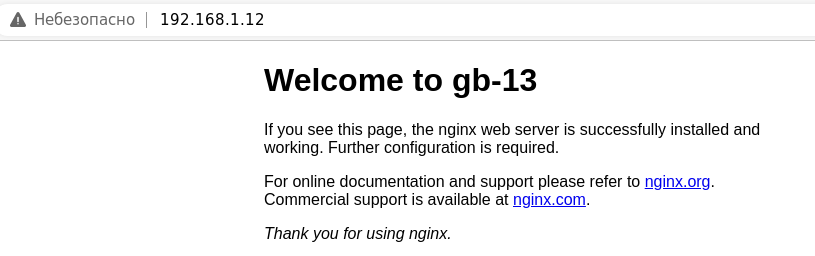 Небезопасно | 192.168.1.12
Welcome to gb-13
If you see this page, the nginx web server is successfully installed and
working. Further configuration is required.
For online documentation and support please refer to nginx.org.
Commercial support is available at nginx.com.
Thank you for using nginx.